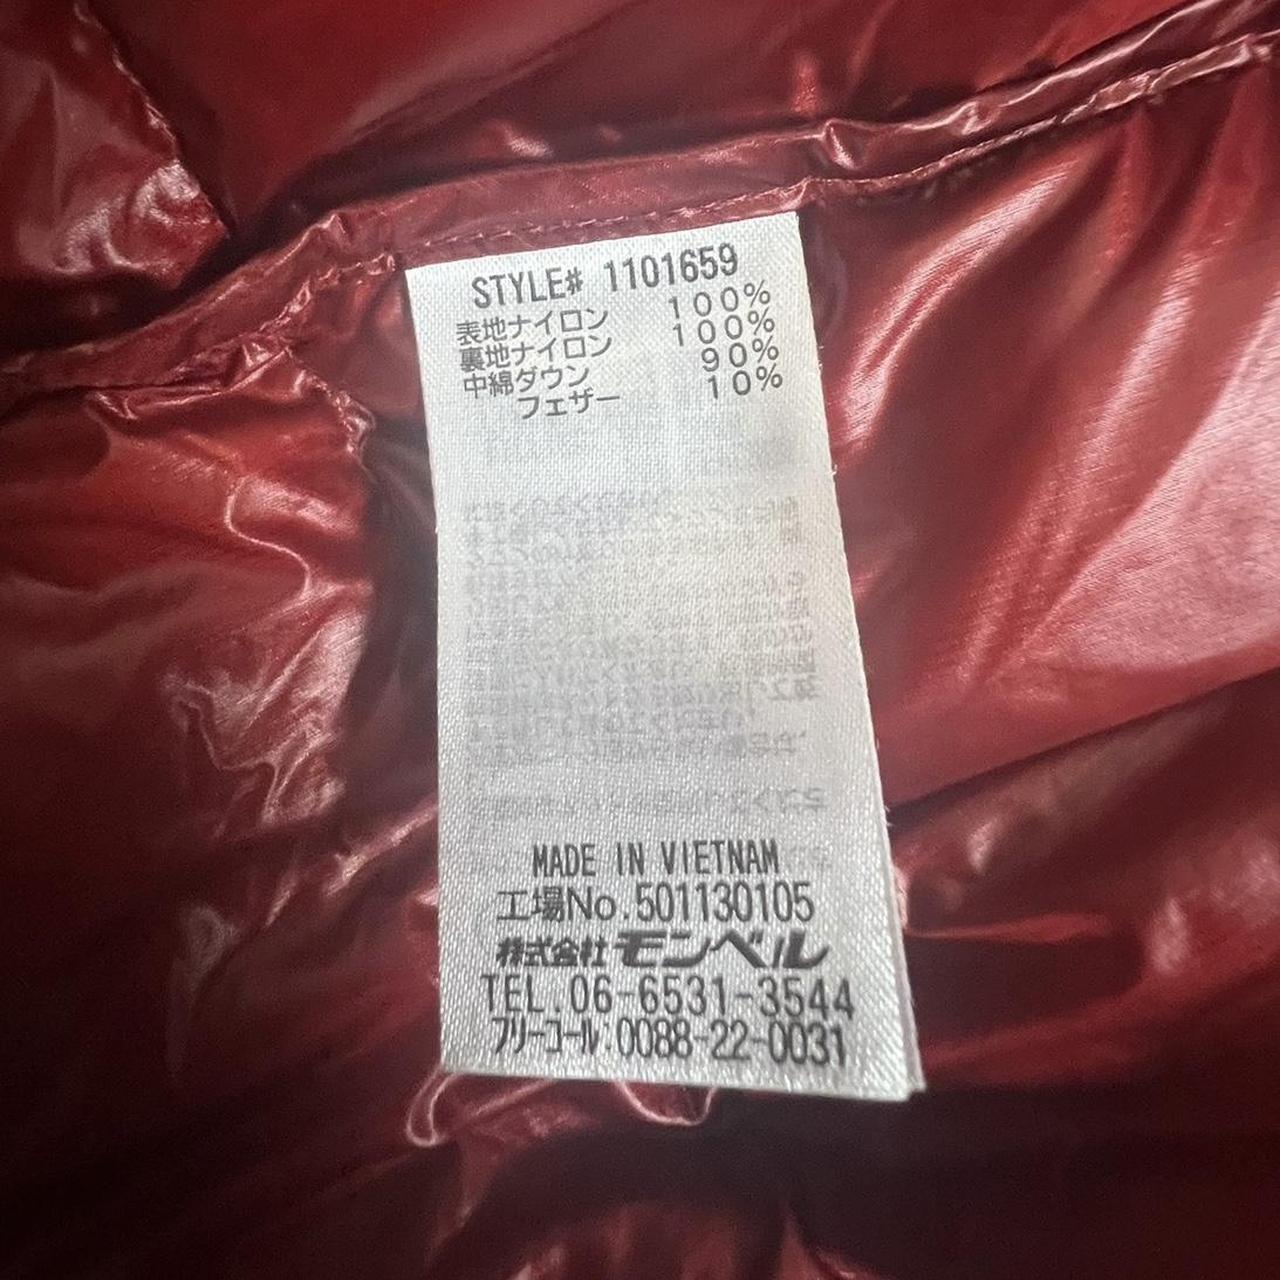 STYLE# 1101659
表地ナイロン 100%
裏地ナイロン 100%
中綿ダウン 90%
フェザー 10%
MADE IN VIETNAM
工場No.501130105
株式会社モンベル
TEL.06-6531-3544
フリーコール:0088-22-0031